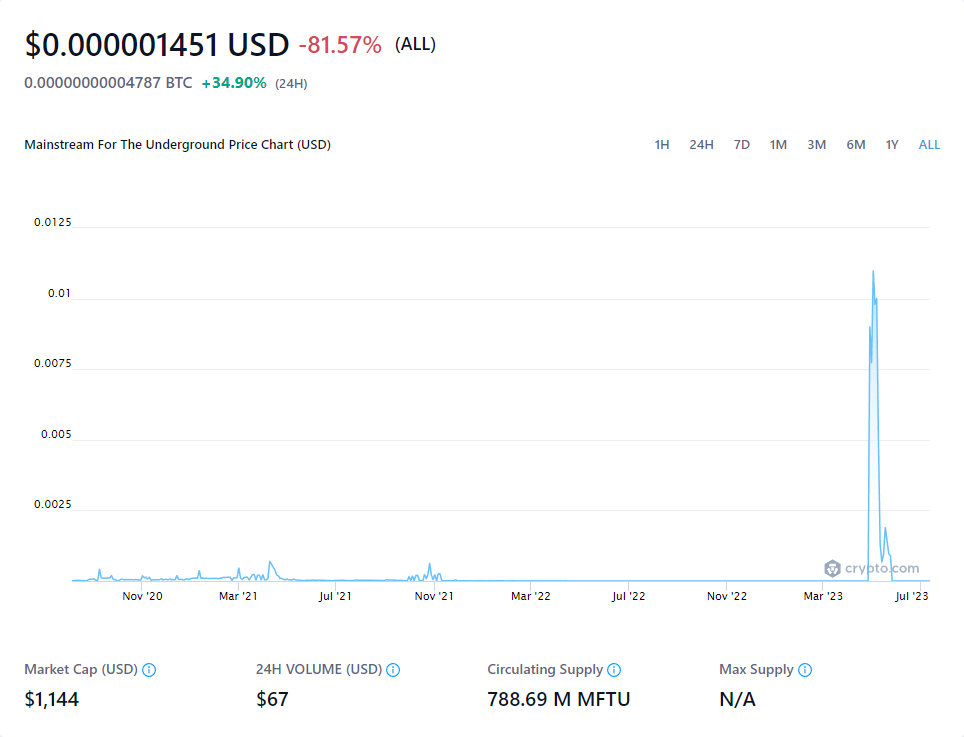 $0.000001451 USD -81.57% (ALL)
0.00000000004787 BTC +34.90% (24H)
Mainstream For The Underground Price Chart (USD) 1H 24H 7D 1M 3M 6M 1Y ALL
0.0125
0.01
0.0075
0.005
0.0025
crypto.com
Nov '20 Mar '21 Jul '21 Nov '21 Mar '22 Jul '22 Nov '22 Mar '23 Jul '23
Market Cap (USD) 24H VOLUME (USD) Circulating Supply Max Supply
$1,144 $67 788.69 M MFTU N/A